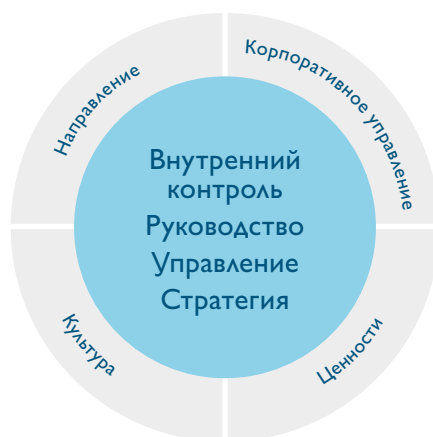 Направление
Корпоративное управление
Внутренний
контроль
Руководство
Управление
Стратегия
Культура
Ценности